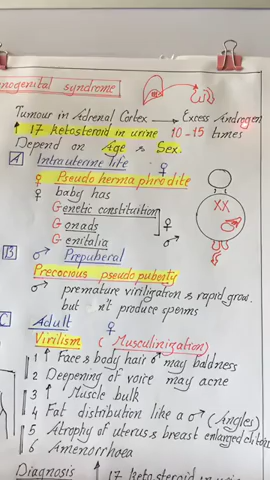 nogenital syndrome
Tumour in Adrenal Cortex → Excess Androgen
↑ 17 ketosteroid in urine 10-15 times
Depend on Age & Sex.
A Intrauterine life ♀
♀ Pseudo hermaphrodite
♀ baby has
Genetic constitution
Gonads ♀
Genitalia ♂
XX
B ♂ Prepuberal
Precocious pseudo puberty
♂ premature virilization & rapid grow.
but n't produce sperms
C Adult ♀
Virilism (Musculinization)
1 ↑ Face & body hair ♂ may baldness
2 Deepening of voice may acne
3 ↑ Muscle bulk
4 Fat distribution like a ♂ (Angles)
5 Atrophy of uterus & breast enlarged clitori
6 Amenorrhoea
Diagnosis ↑ 17 ketosteroid in uri